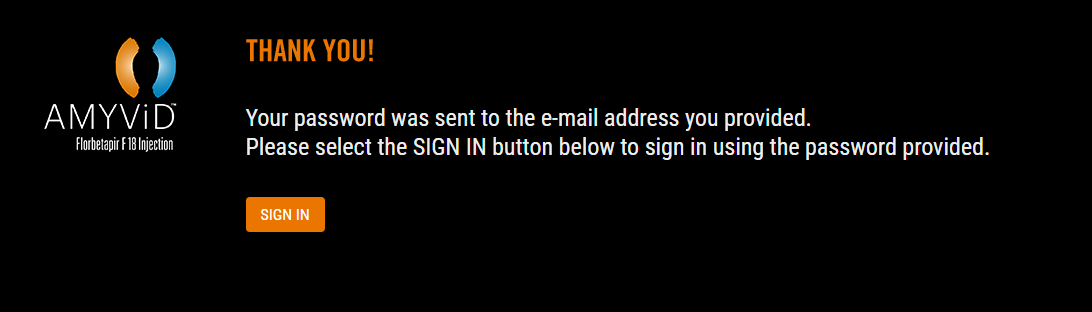 THANK YOU!
AMYViD™
Florbetapir F 18 Injection
Your password was sent to the e-mail address you provided.
Please select the SIGN IN button below to sign in using the password provided.
SIGN IN